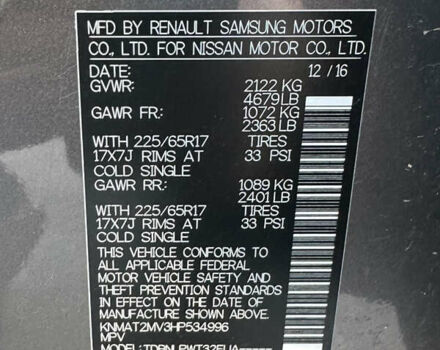 MFD BY RENAULT SAMSUNG MOTORS
CO., LTD. FOR NISSAN MOTOR CO., LTD.
DATE: 12 / 16
GVWR: 2122 KG
4679 LB
GAWR FR: 1072 KG
2363 LB
WITH 225/65R17 TIRES
17X7J RIMS AT 33 PSI
COLD SINGLE
GAWR RR: 1089 KG
2401 LB
WITH 225/65R17 TIRES
17X7J RIMS AT 33 PSI
COLD SINGLE
THIS VEHICLE CONFORMS TO
ALL APPLICABLE FEDERAL
MOTOR VEHICLE SAFETY AND
THEFT PREVENTION STANDARDS
IN EFFECT ON THE DATE OF
MANUFACTURE SHOWN ABOVE.
KNMAT2MV3HP534996
MPV